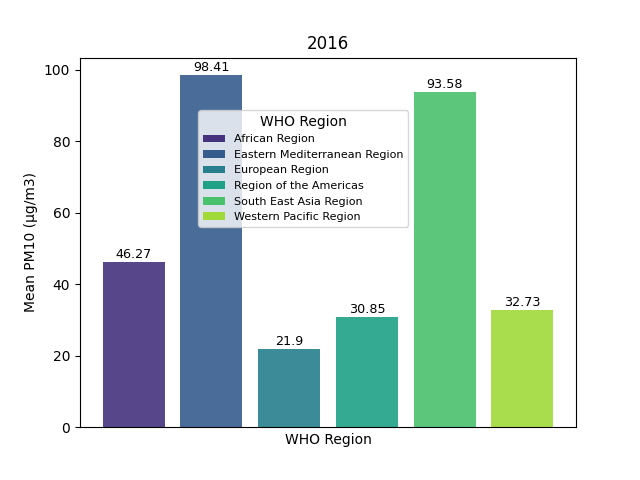 2016
Mean PM10 (µg/m3)
100
80
60
40
20
0
46.27
98.41
21.9
30.85
93.58
32.73
WHO Region
African Region
Eastern Mediterranean Region
European Region
Region of the Americas
South East Asia Region
Western Pacific Region
WHO Region